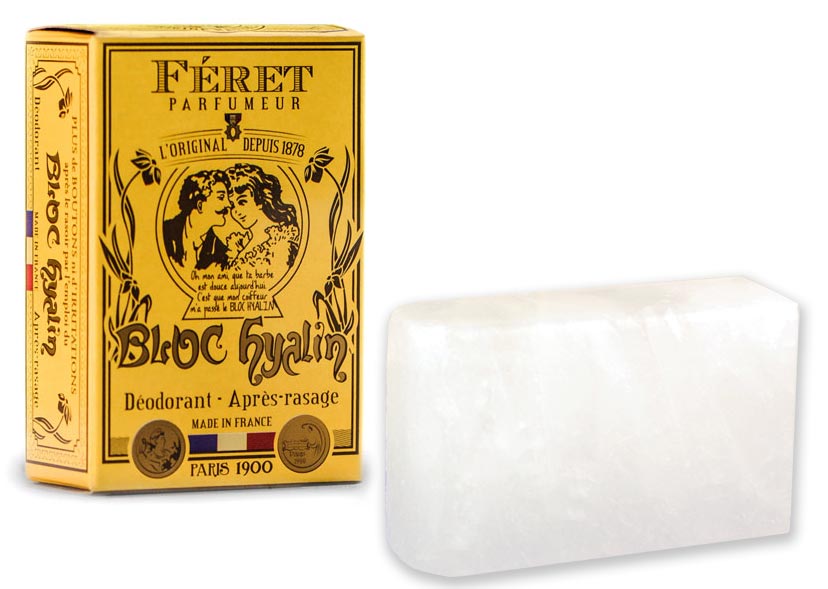 FÉRET
PARFUMEUR
L'ORIGINAL DEPUIS 1878
Oh mon ami, que ta barbe
est douce aujourd'hui.
C'est que mon coiffeur
m'a passé le BLOC HYALIN
BLOC hyalin
Déodorant - Après-rasage
MADE IN FRANCE
PARIS 1900
PLUS de BOUTONS ni d'IRRITATIONS
après le rasoir par l'emploi du
BLOC hyalin
Déodorant
MADE IN FRANCE
Après-rasage